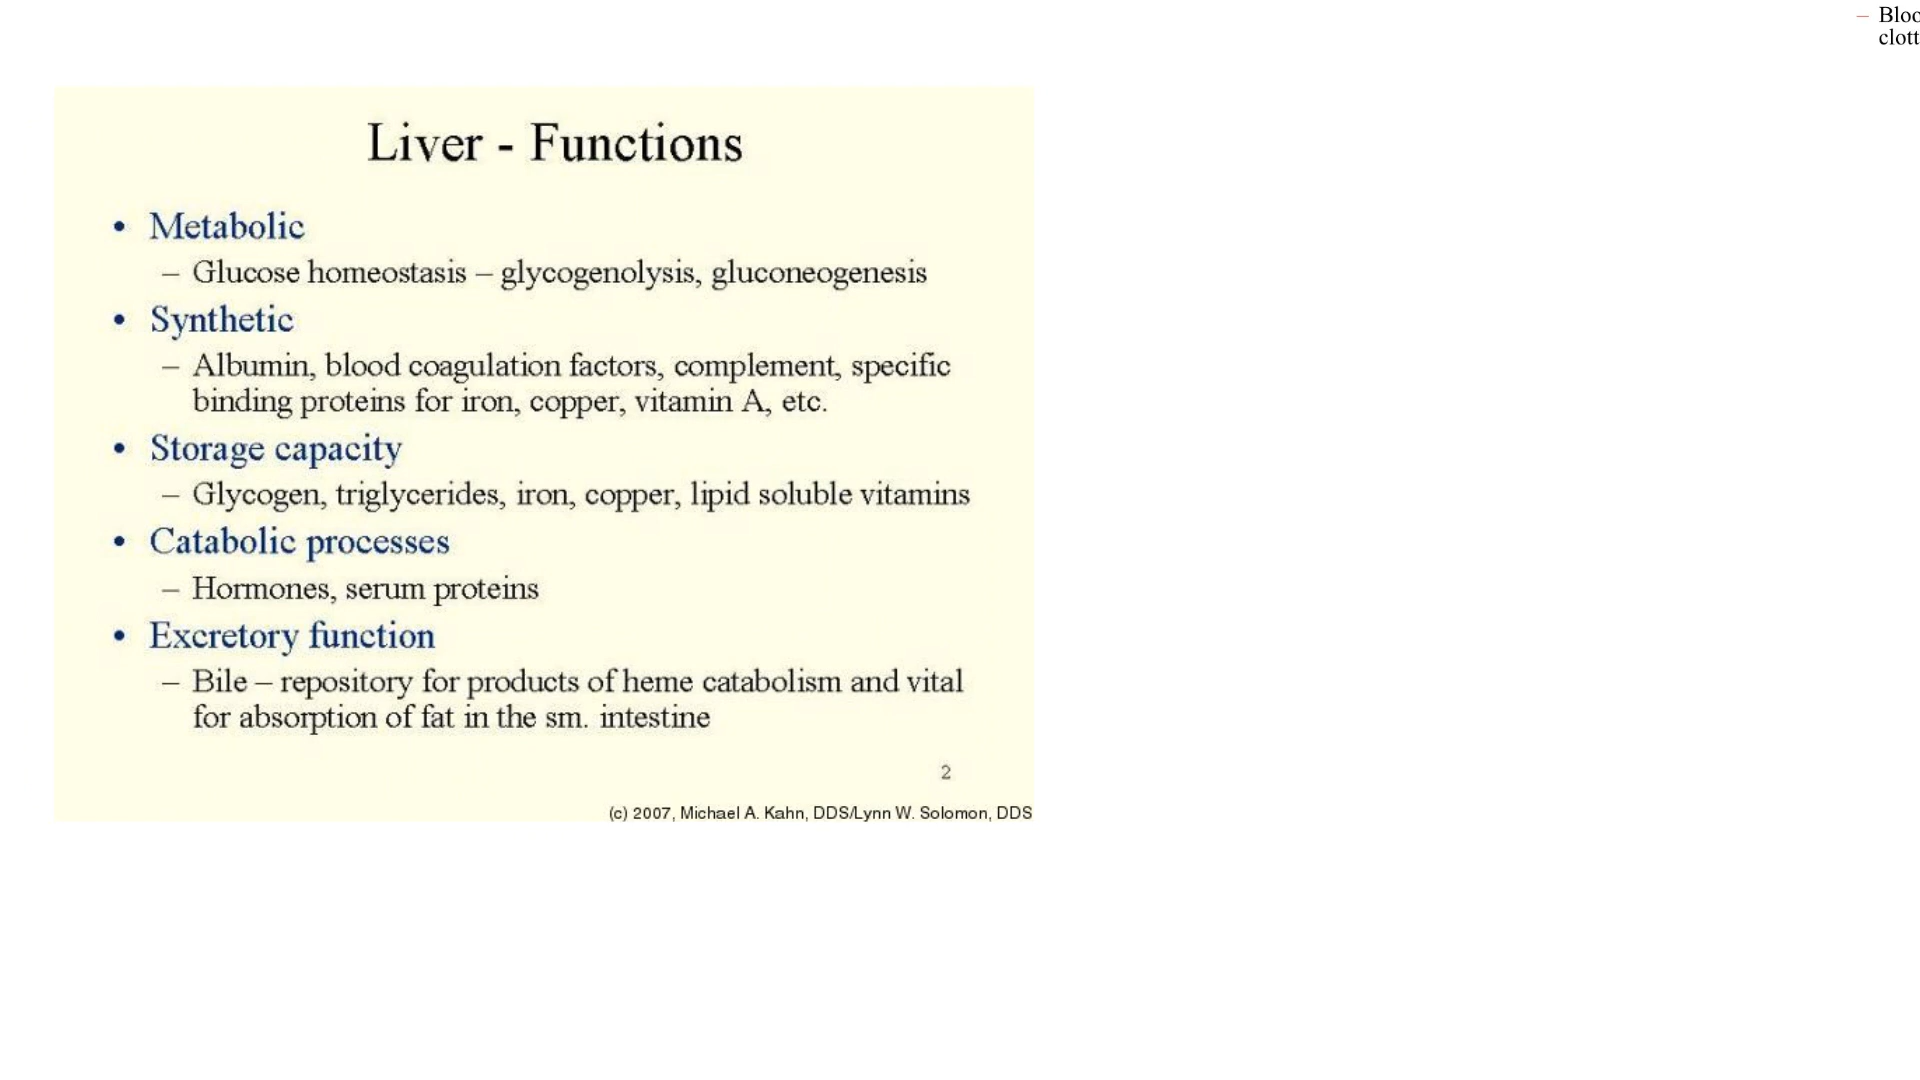 Liver - Functions
• Metabolic
– Glucose homeostasis – glycogenolysis, gluconeogenesis
• Synthetic
– Albumin, blood coagulation factors, complement, specific
binding proteins for iron, copper, vitamin A, etc.
• Storage capacity
– Glycogen, triglycerides, iron, copper, lipid soluble vitamins
• Catabolic processes
– Hormones, serum proteins
• Excretory function
– Bile – repository for products of heme catabolism and vital
for absorption of fat in the sm. intestine
2
(c) 2007, Michael A. Kahn, DDS/Lynn W. Solomon, DDS